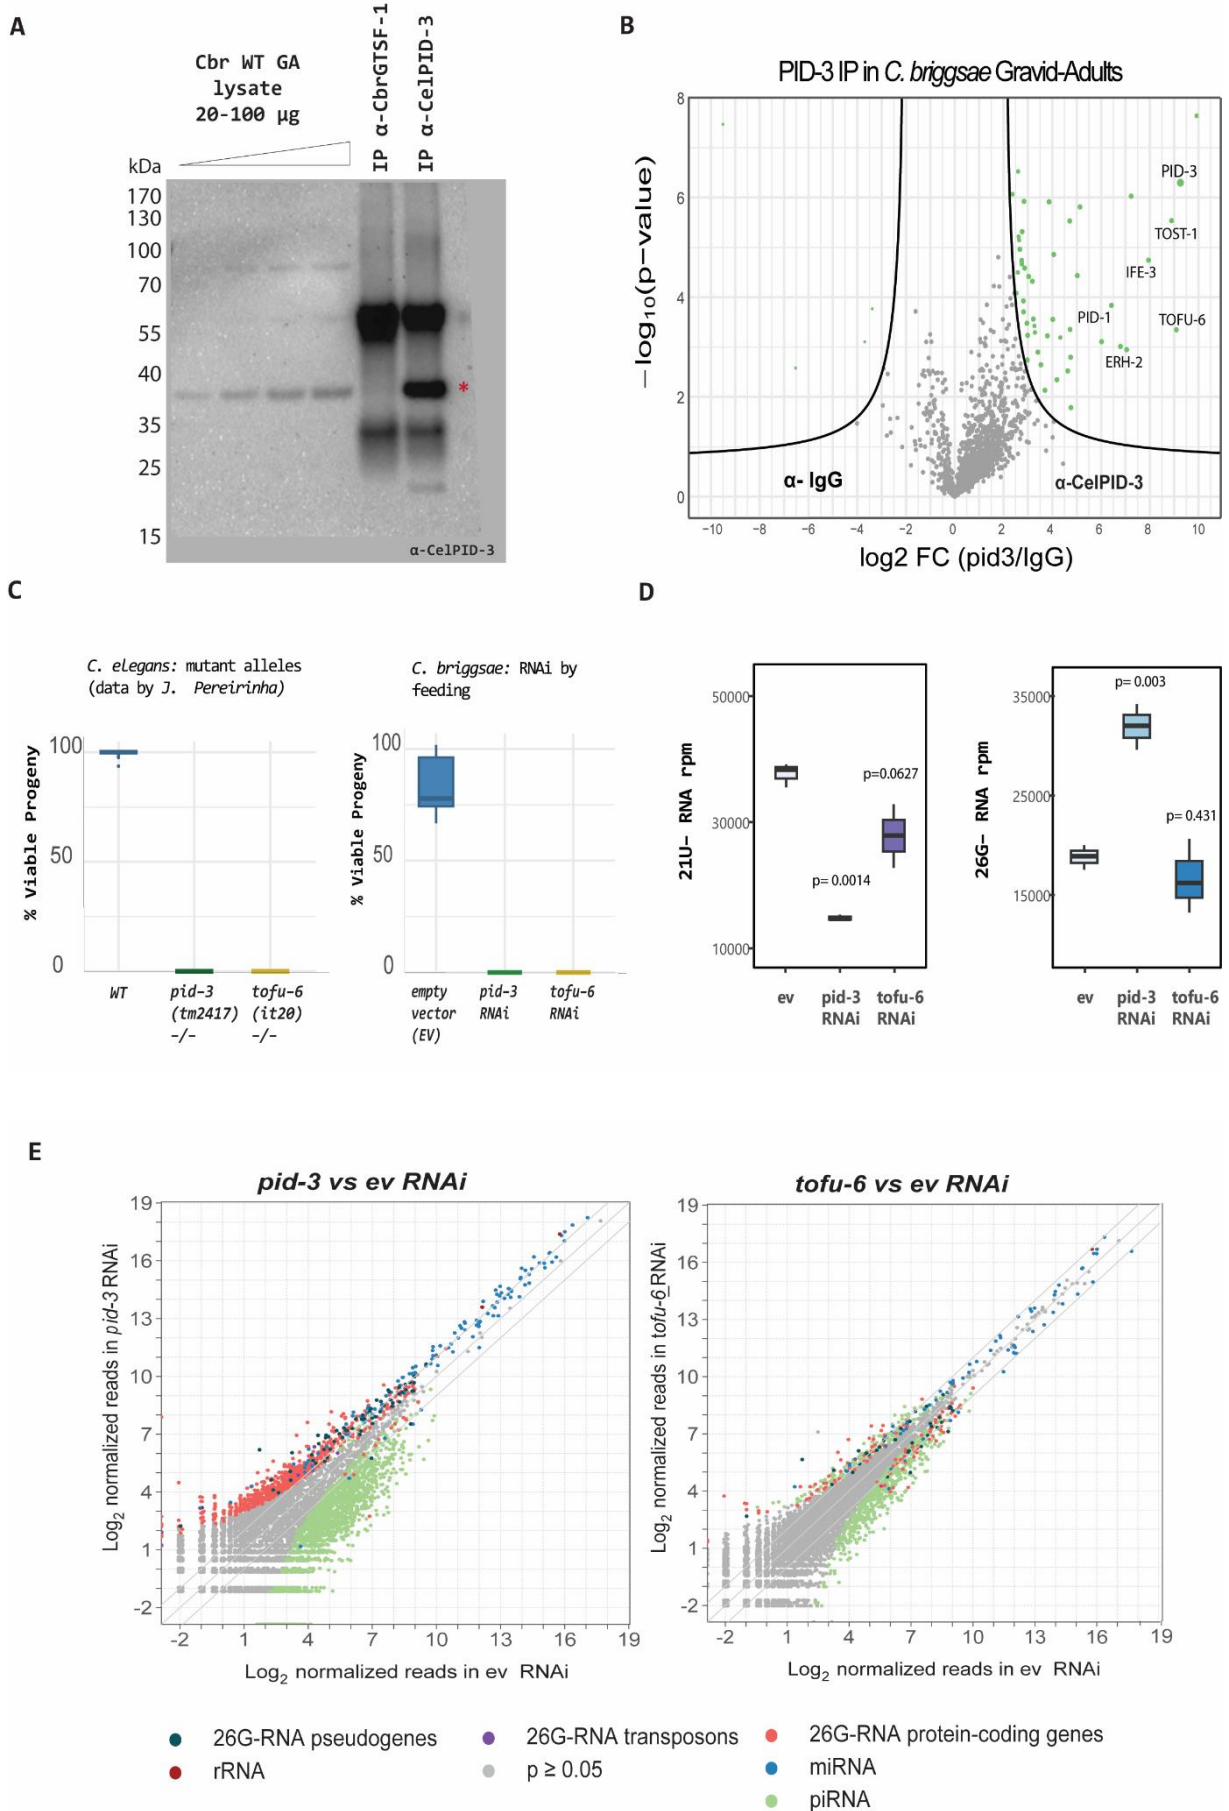 A
Cbr WT GA
lysate
20-100 µg
IP α-CbrGTSF-1
IP α-CelPID-3
kDa
170
130
100
70
55
40
35
25
15
*
α-CelPID-3
B
PID-3 IP in C. briggsae Gravid-Adults
−log10(p−value)
8
6
4
2
0
PID-3
TOST-1
IFE-3
PID-1
TOFU-6
ERH-2
α- IgG
α-CelPID-3
−10 −8 −6 −4 −2 0 2 4 6 8 10
log2 FC (pid3/IgG)
C
C. elegans: mutant alleles
(data by J. Pereirinha)
% Viable Progeny
100
50
0
WT
pid-3
(tm2417)
-/-
tofu-6
(it20)
-/-
C. briggsae: RNAi by
feeding
% Viable Progeny
100
50
0
empty
vector
(EV)
pid-3
RNAi
tofu-6
RNAi
D
21U- RNA rpm
50000
30000
10000
p=0.0627
p= 0.0014
ev
pid-3
RNAi
tofu-6
RNAi
26G- RNA rpm
35000
25000
15000
p= 0.003
p= 0.431
ev
pid-3
RNAi
tofu-6
RNAi
E
pid-3 vs ev RNAi
Log2 normalized reads in pid-3 RNAi
19
16
13
10
7
4
1
-2
-2 1 4 7 10 13 16 19
Log2 normalized reads in ev RNAi
tofu-6 vs ev RNAi
Log2 normalized reads in tofu-6_RNAi
19
16
13
10
7
4
1
-2
-2 1 4 7 10 13 16 19
Log2 normalized reads in ev RNAi
26G-RNA pseudogenes
rRNA
26G-RNA transposons
p ≥ 0.05
26G-RNA protein-coding genes
miRNA
piRNA